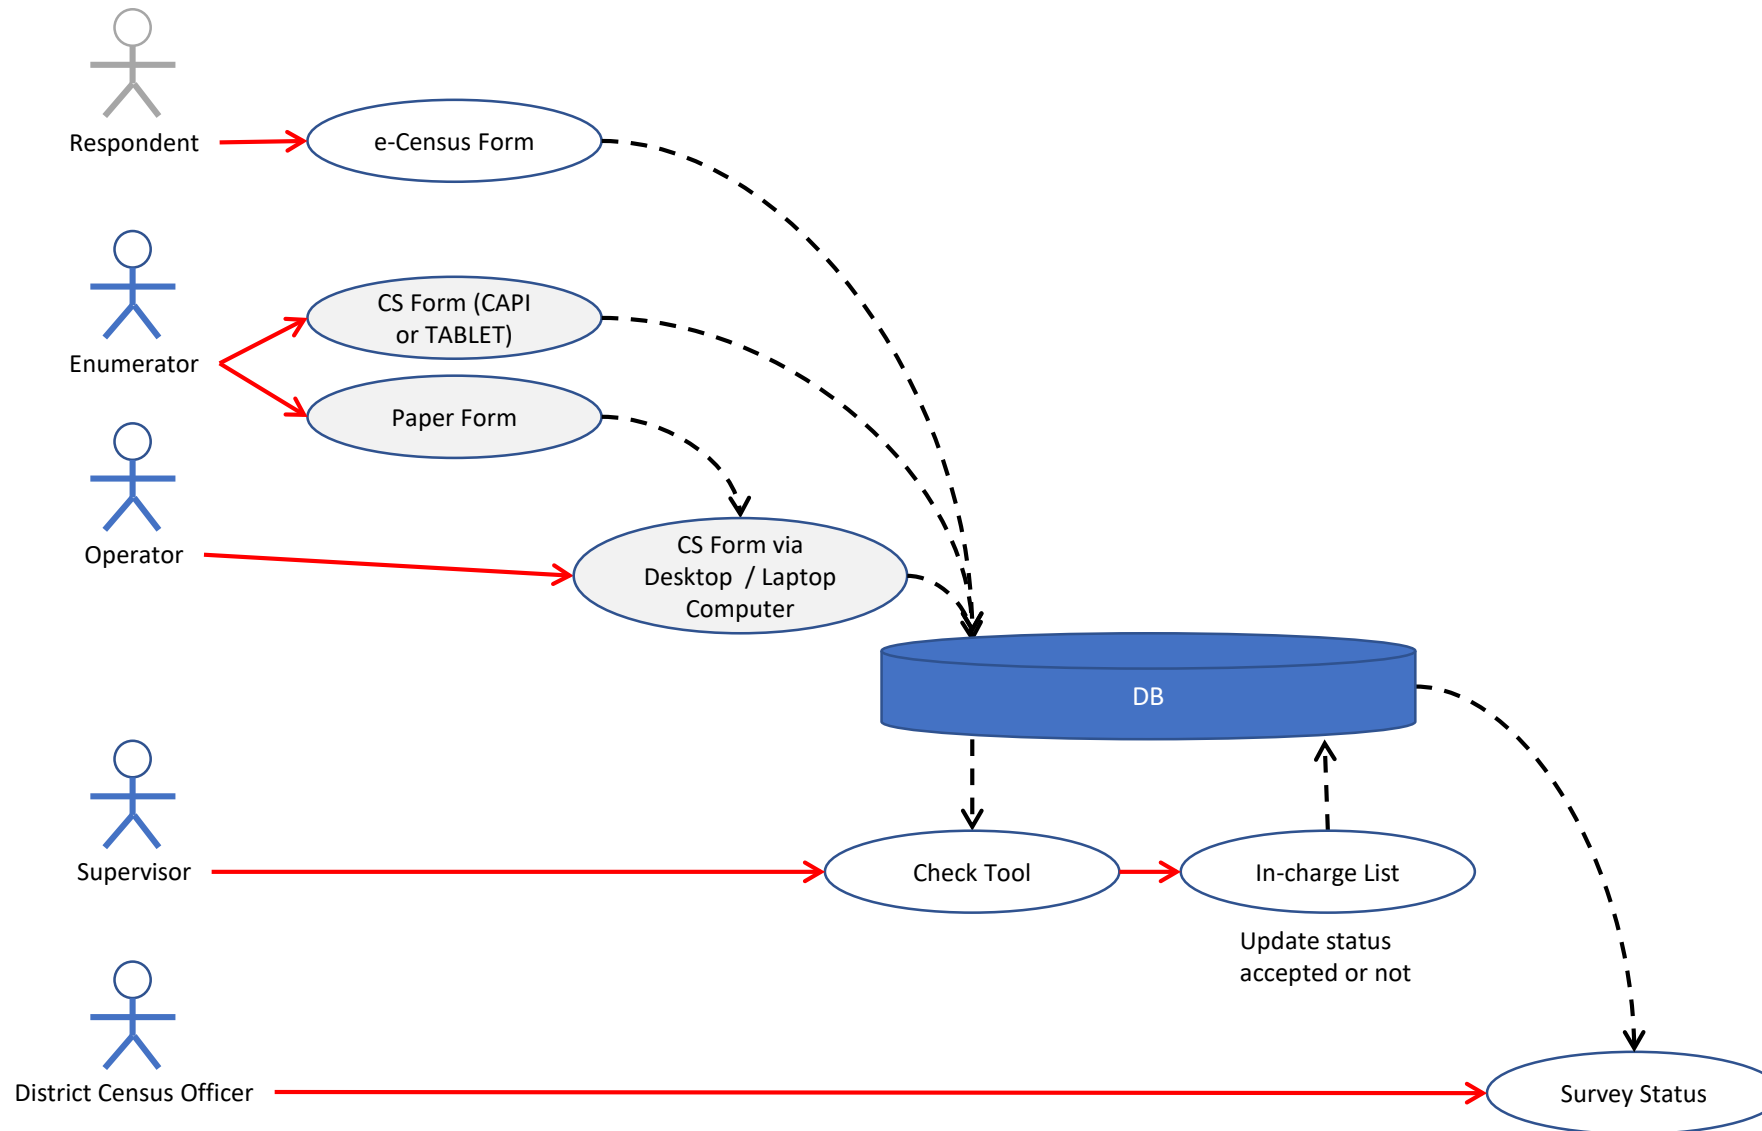 Respondent
e-Census Form
Enumerator
CS Form (CAPI
or TABLET)
Paper Form
Operator
CS Form via
Desktop  / Laptop
Computer
DB
Supervisor
Check Tool
In-charge List
Update status
accepted or not
District Census Officer
Survey Status